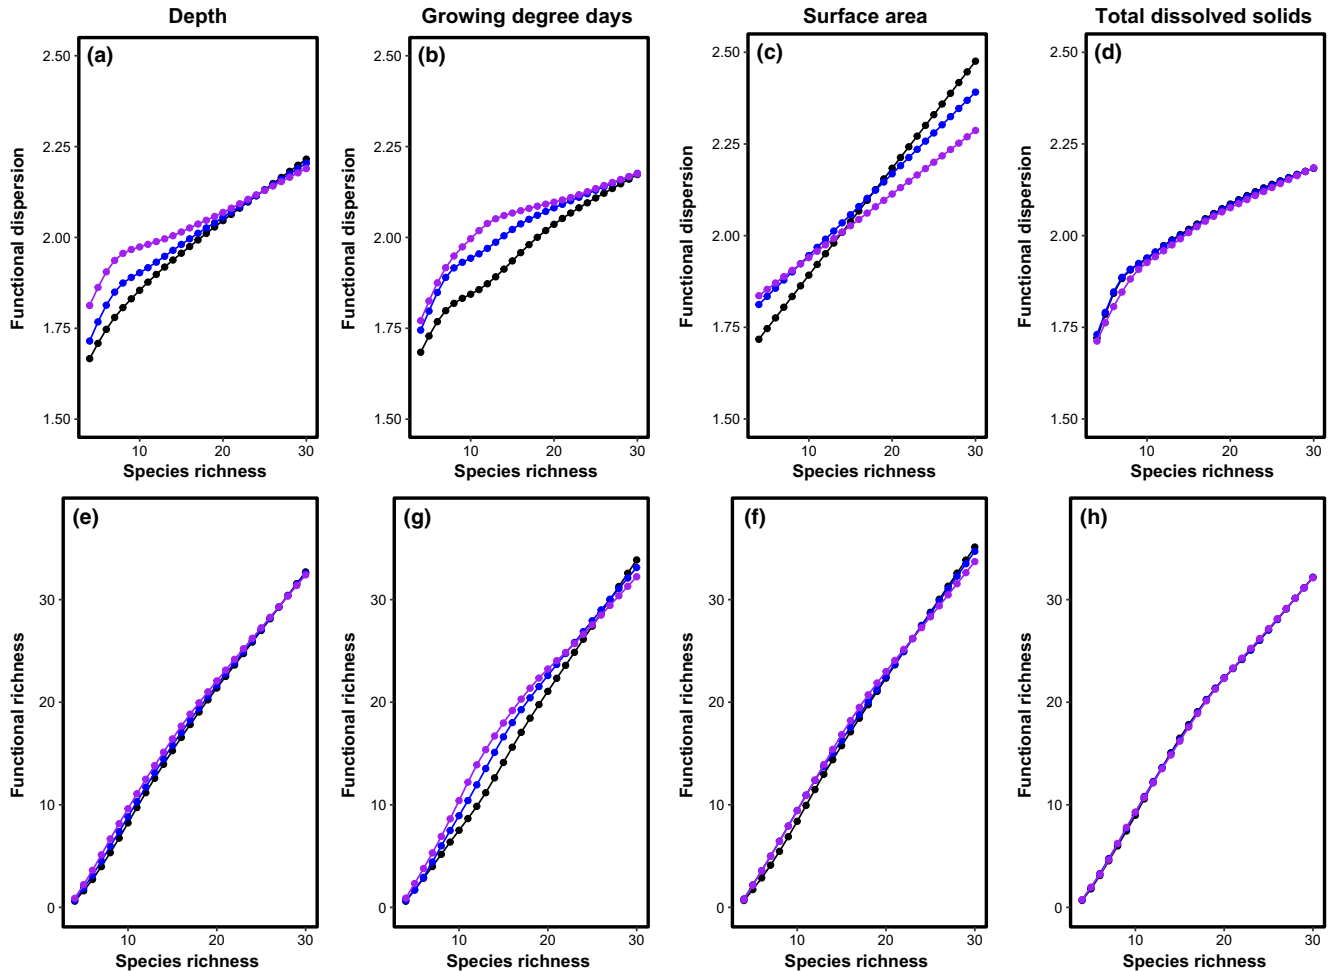 Depth
Growing degree days
Surface area
Total dissolved solids
(a)
2.50
2.25
2.00
1.75
1.50
Functional dispersion
10
20
30
Species richness
(b)
2.50
2.25
2.00
1.75
1.50
Functional dispersion
10
20
30
Species richness
(c)
2.50
2.25
2.00
1.75
1.50
Functional dispersion
10
20
30
Species richness
(d)
2.50
2.25
2.00
1.75
1.50
Functional dispersion
10
20
30
Species richness
(e)
30
20
10
0
Functional richness
10
20
30
Species richness
(g)
30
20
10
0
Functional richness
10
20
30
Species richness
(f)
30
20
10
0
Functional richness
10
20
30
Species richness
(h)
30
20
10
0
Functional richness
10
20
30
Species richness